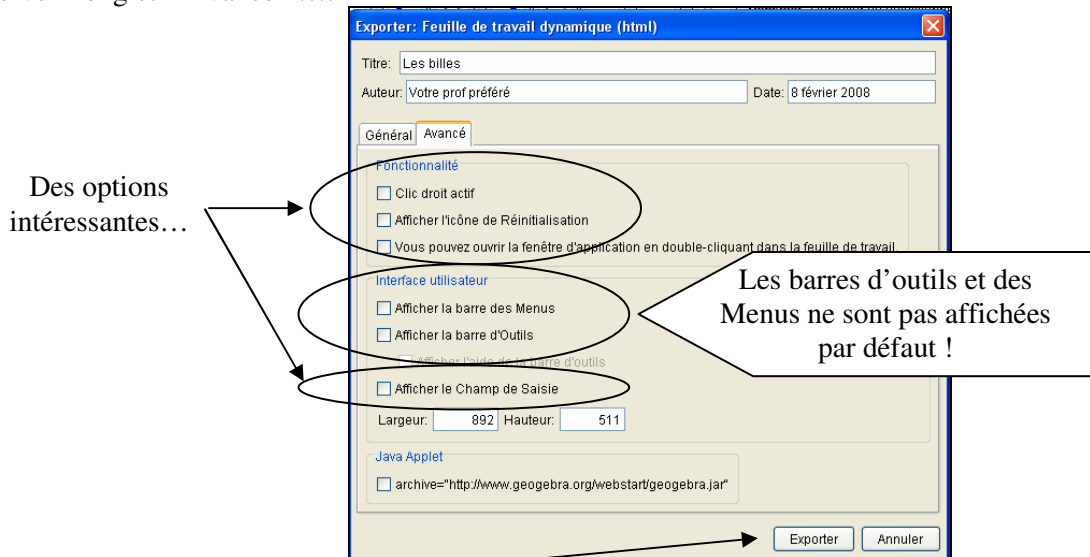 Exporter: Feuille de travail dynamique (html)
Titre: Les billes
Auteur: Votre prof préféré Date: 8 février 2008
Général Avancé
Fonctionnalité
Clic droit actif
Afficher l'icône de Réinitialisation
Vous pouvez ouvrir la fenêtre d'application en double-cliquant dans la feuille de travail.
Des options
intéressantes…
Interface utilisateur
Afficher la barre des Menus
Afficher la barre d'Outils
Afficher l'aide de la barre d'outils
Afficher le Champ de Saisie
Les barres d'outils et des
Menus ne sont pas affichées
par défaut !
Largeur: 892 Hauteur: 511
Java Applet
archive="http://www.geogebra.org/webstart/geogebra.jar"
Exporter Annuler